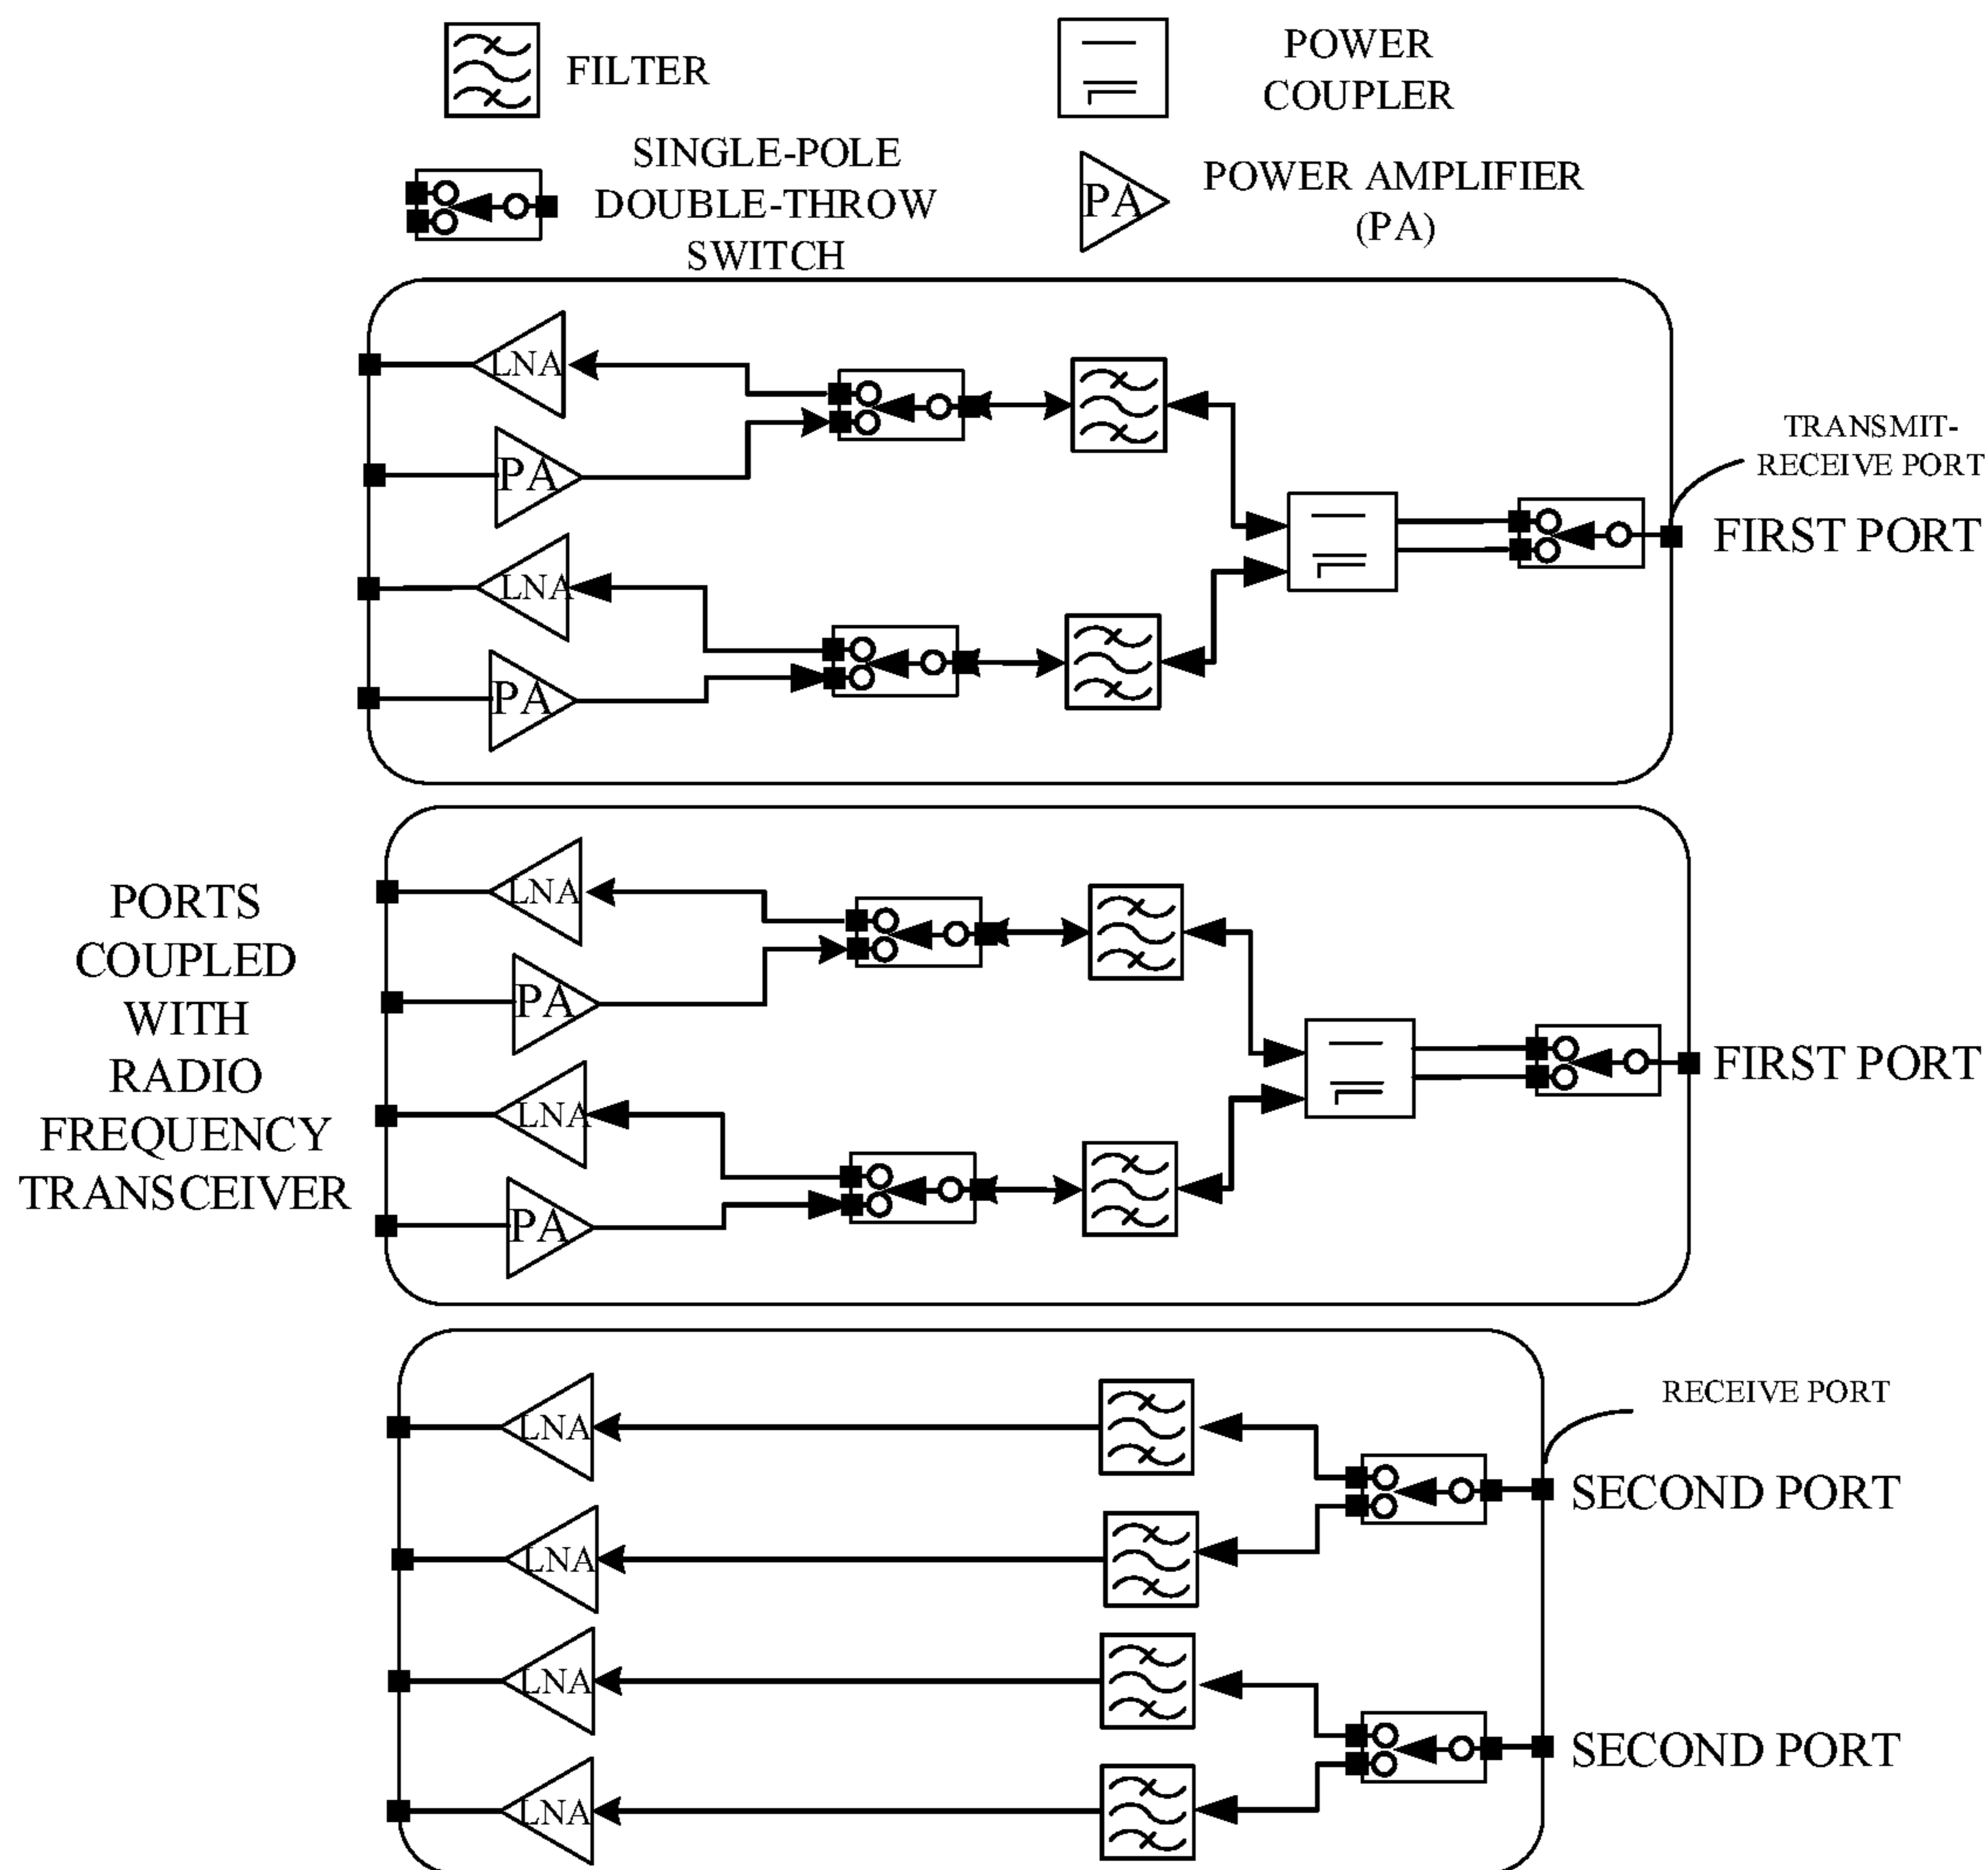 FILTER
POWER
COUPLER
SINGLE-POLE
DOUBLE-THROW
SWITCH
PA
POWER AMPLIFIER
(PA)
LNA
PA
LNA
PA
TRANSMIT-
RECEIVE PORT
FIRST PORT
PORTS
COUPLED
WITH
RADIO
FREQUENCY
TRANSCEIVER
LNA
PA
LNA
PA
FIRST PORT
LNA
LNA
LNA
LNA
RECEIVE PORT
SECOND PORT
SECOND PORT